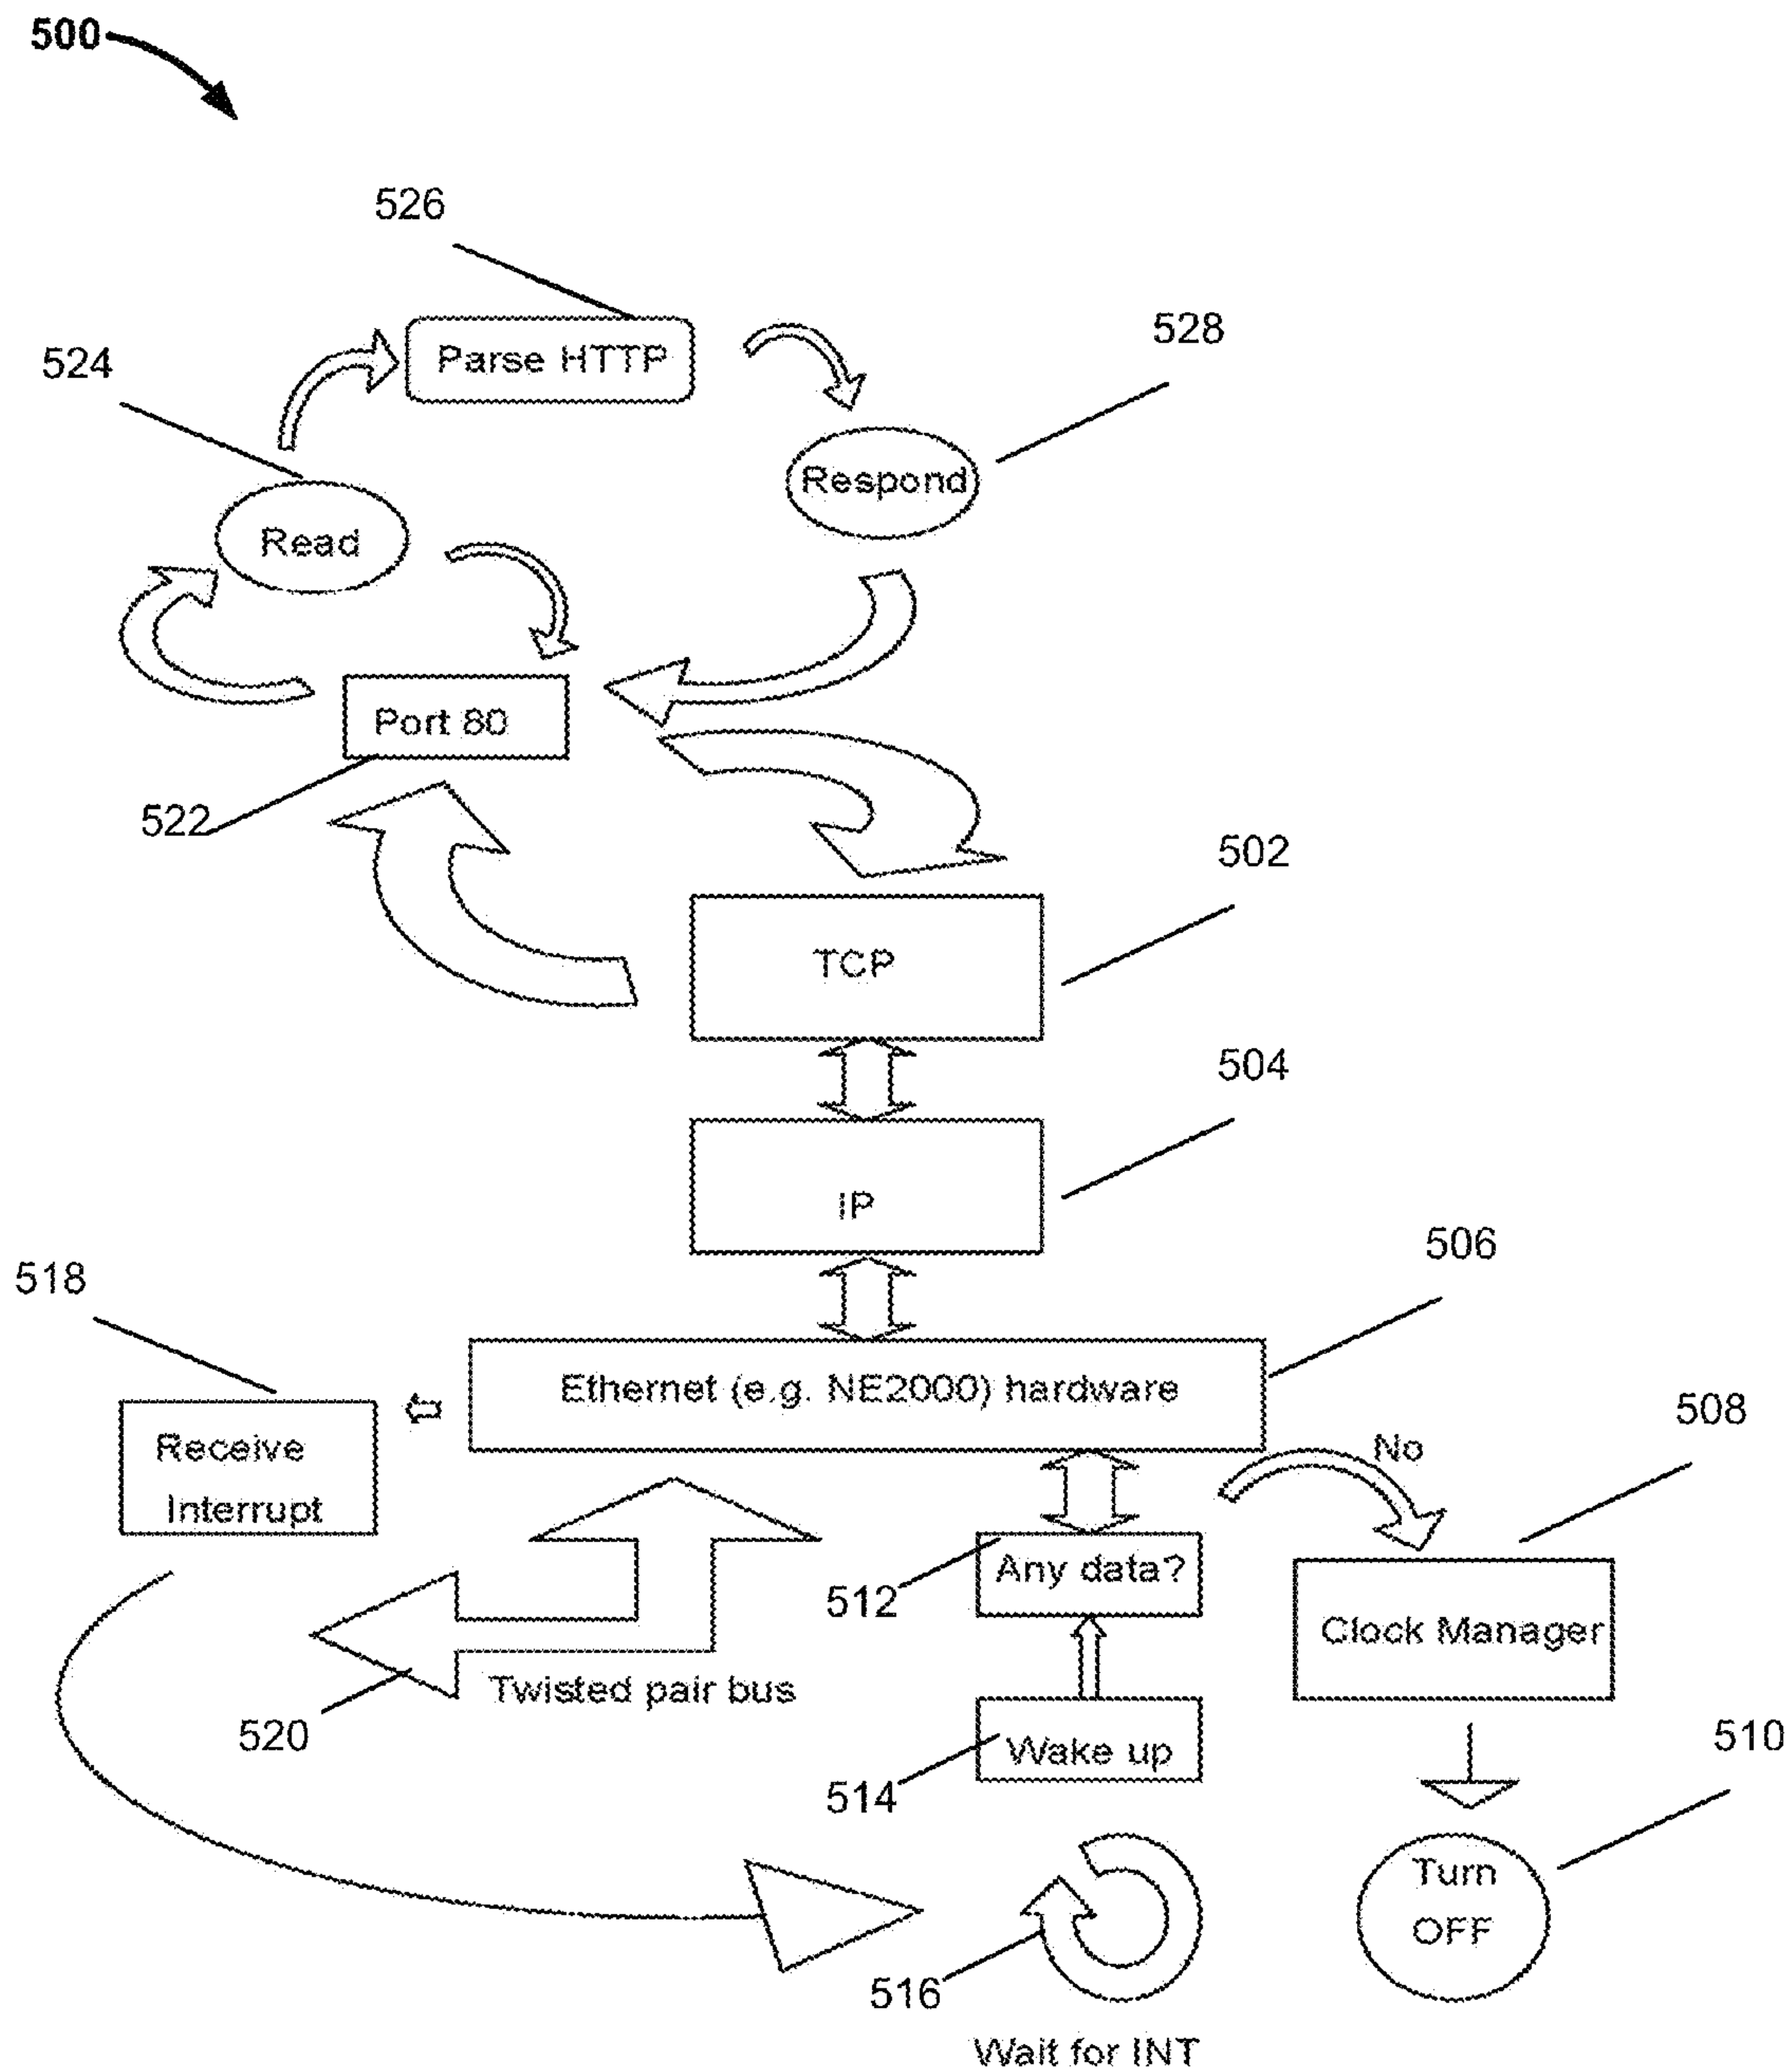 500
526
528
Parse HTTP
524
Respond
Read
Port 80
522
502
TCP
504
IP
506
518
Ethernet (e.g. NE2000) hardware
508
No
Receive
Interrupt
Any data?
512
Clock Manager
Twisted pair bus
520
510
Wake up
514
Turn
OFF
516
Wait for INT